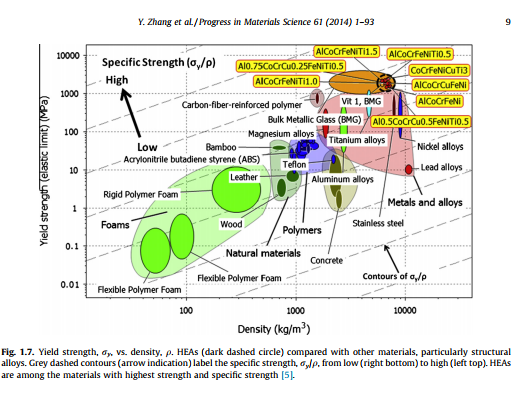 Y. Zhang et al./Progress in Materials Science 61 (2014) 1–93
9
Specific Strength (σy/ρ)
High
Low
AlCoCrFeNiTi1.5
AlCoCrFeNiTi0.5
Al0.75CoCrCu0.25FeNiTi0.5
CoCrFeNiCuTi3
AlCoCrFeNiTi1.0
AlCoCrCuFeNi
Carbon-fiber-reinforced polymer
Vit 1, BMG
AlCoCrFeNi
Bulk Metallic Glass (BMG)
Al0.5CoCrCu0.5FeNiTi0.5
Magnesium alloys
Titanium alloys
Bamboo
Nickel alloys
Acrylonitrile butadiene styrene (ABS)
Teflon
Lead alloys
Leather
Aluminum alloys
Rigid Polymer Foam
Metals and alloys
Foams
Wood
Polymers
Stainless steel
Natural materials
Concrete
Flexible Polymer Foam
Contours of σy/ρ
Flexible Polymer Foam
Yield strength (elastic limit) (MPa)
10000
1000
100
10
1
0.1
0.01
100
1000
10000
Density (kg/m³)
Fig. 1.7. Yield strength, σy, vs. density, ρ. HEAs (dark dashed circle) compared with other materials, particularly structural
alloys. Grey dashed contours (arrow indication) label the specific strength, σy/ρ, from low (right bottom) to high (left top). HEAs
are among the materials with highest strength and specific strength [5].